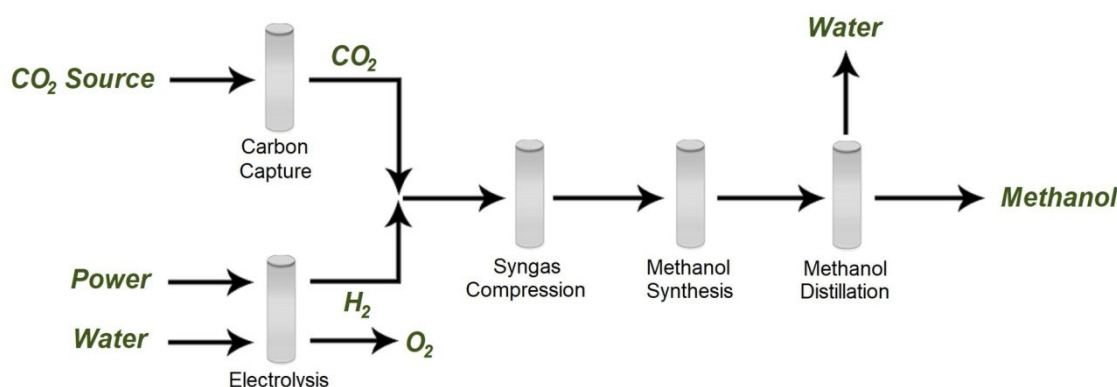 CO₂ Source
Carbon
Capture
CO₂
Power
Water
Electrolysis
H₂
O₂
Syngas
Compression
Methanol
Synthesis
Water
Methanol
Distillation
Methanol